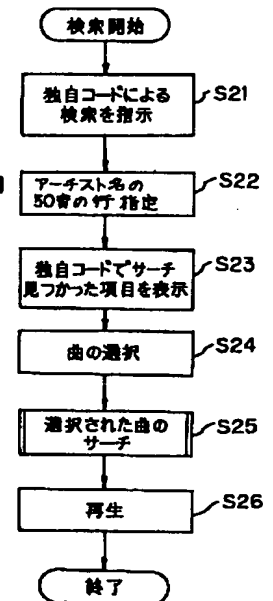 検索開始
独自コードによる
検索を指示
S21
アーチスト名の
50音の行指定
S22
独自コードでサーチ
見つかった項目を表示
S23
曲の選択
S24
選択された曲の
サーチ
S25
再生
S26
終了